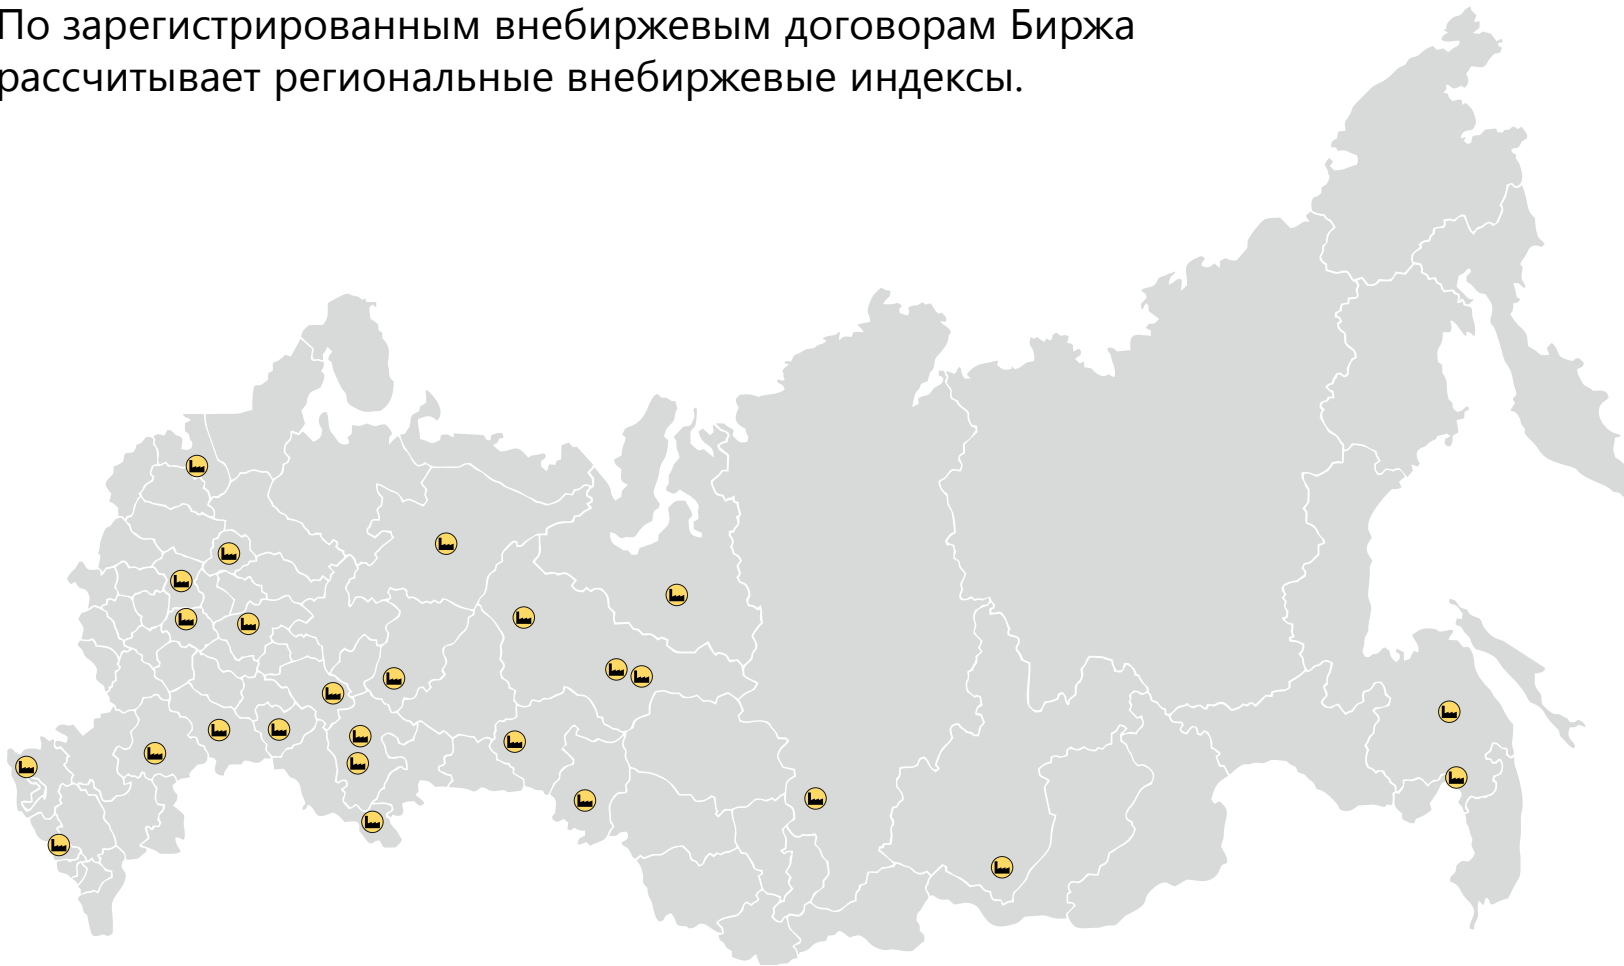 По зарегистрированным внебиржевым договорам Биржа
рассчитывает региональные внебиржевые индексы.